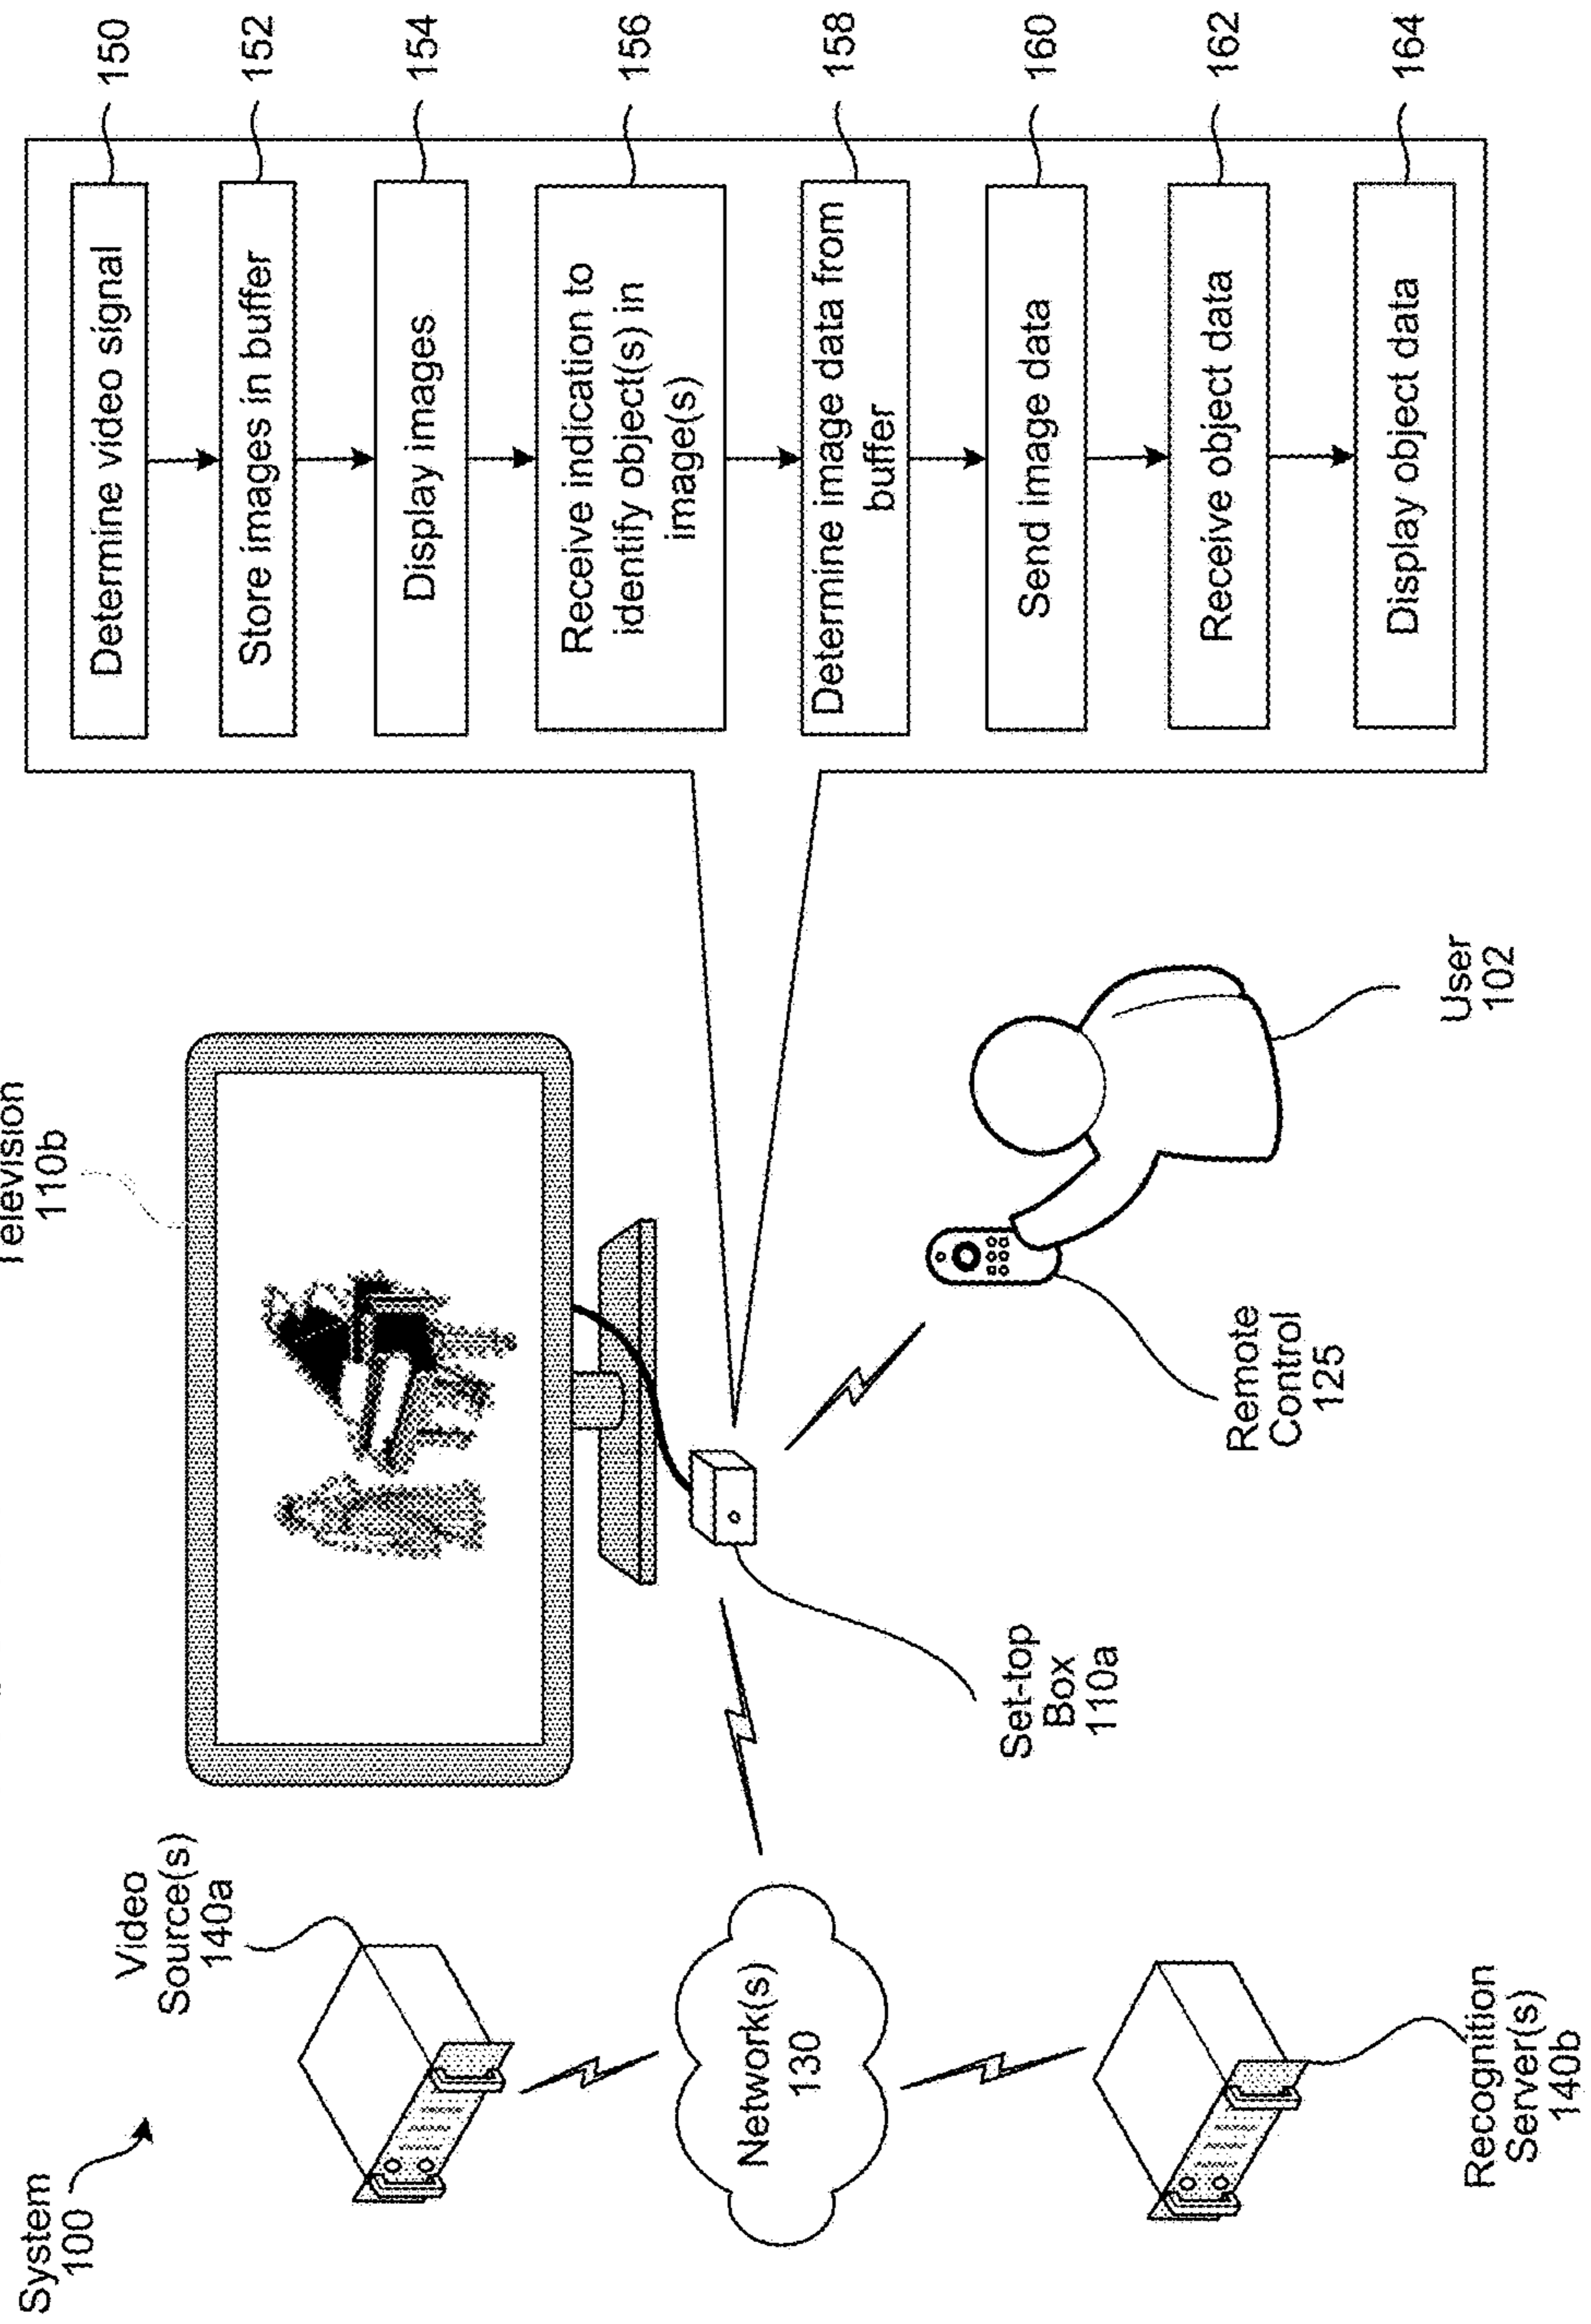 System
100
Video
Source(s)
140a
Television
110b
Network(s)
130
Recognition
Server(s)
140b
Set-top
Box
110a
Remote
Control
125
User
102
Determine video signal
150
Store images in buffer
152
Display images
154
Receive indication to
identify object(s) in
image(s)
156
Determine image data from
buffer
158
Send image data
160
Receive object data
162
Display object data
164